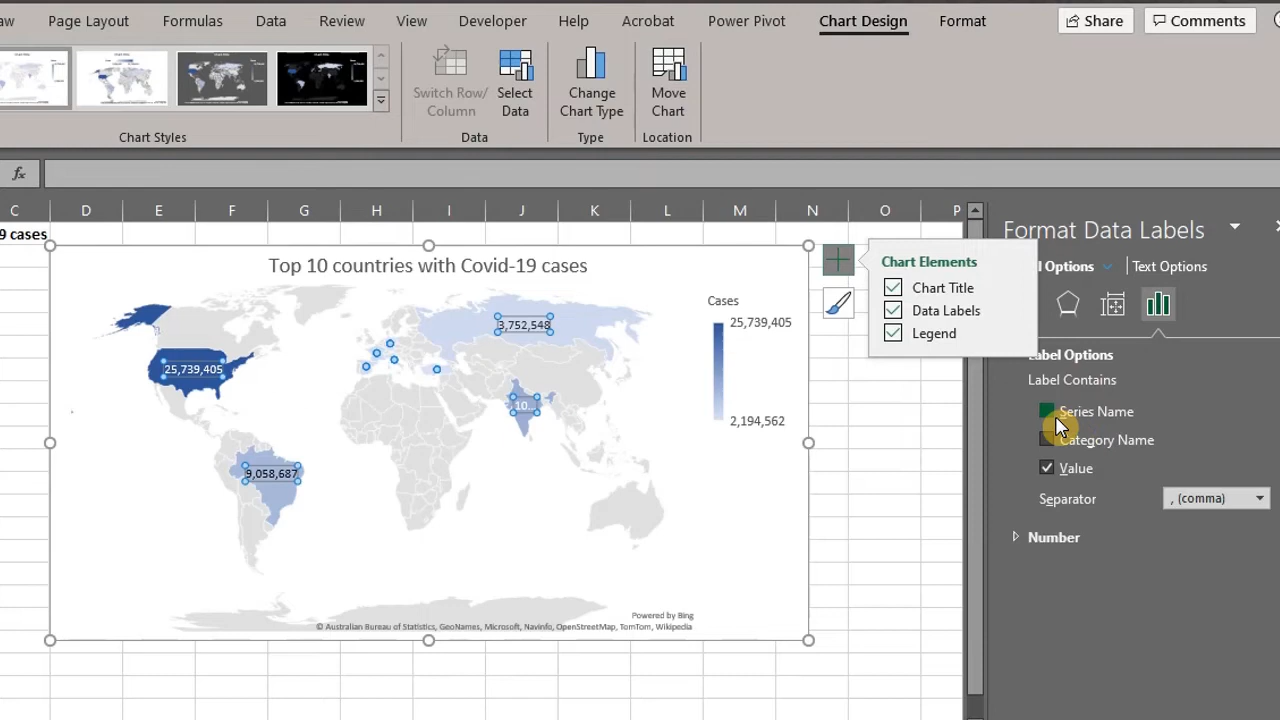 aw Page Layout Formulas Data Review View Developer Help Acrobat Power Pivot Chart Design Format Share Comments
Switch Row/
Column
Select
Data
Change
Chart Type
Move
Chart
Chart Styles Data Type Location
fx
C D E F G H I J K L M N O P
9 cases
Top 10 countries with Covid-19 cases
Cases
25,739,405
2,194,562
3,752,548
25,739,405
10...
9,058,687
Powered by Bing
© Australian Bureau of Statistics, GeoNames, Microsoft, Navinfo, OpenStreetMap, TomTom, Wikipedia
Chart Elements
Chart Title
Data Labels
Legend
Format Data Labels
l Options Text Options
Label Options
Label Contains
Series Name
Category Name
Value
Separator , (comma)
Number